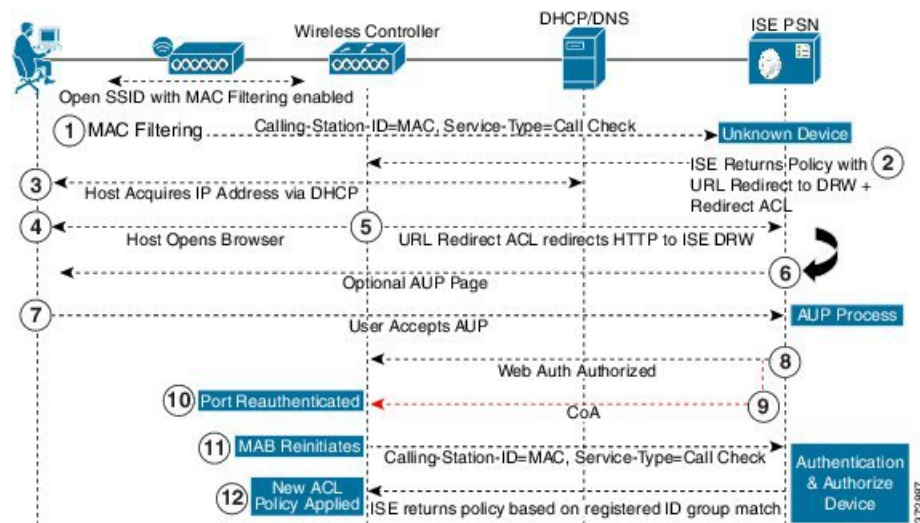 DHCP/DNS
ISE PSN
Wireless Controller
Open SSID with MAC Filtering enabled
1 MAC Filtering
Calling-Station-ID=MAC, Service-Type=Call Check
Unknown Device
ISE Returns Policy with 2
URL Redirect to DRW +
Redirect ACL
3
Host Acquires IP Address via DHCP
4
Host Opens Browser
5
URL Redirect ACL redirects HTTP to ISE DRW
6
Optional AUP Page
7
User Accepts AUP
AUP Process
8
Web Auth Authorized
9
CoA
10 Port Reauthenticated
11 MAB Reinitiates
Calling-Station-ID=MAC, Service-Type=Call Check
12 New ACL
Policy Applied
ISE returns policy based on registered ID group match
Authentication
& Authorize
Device